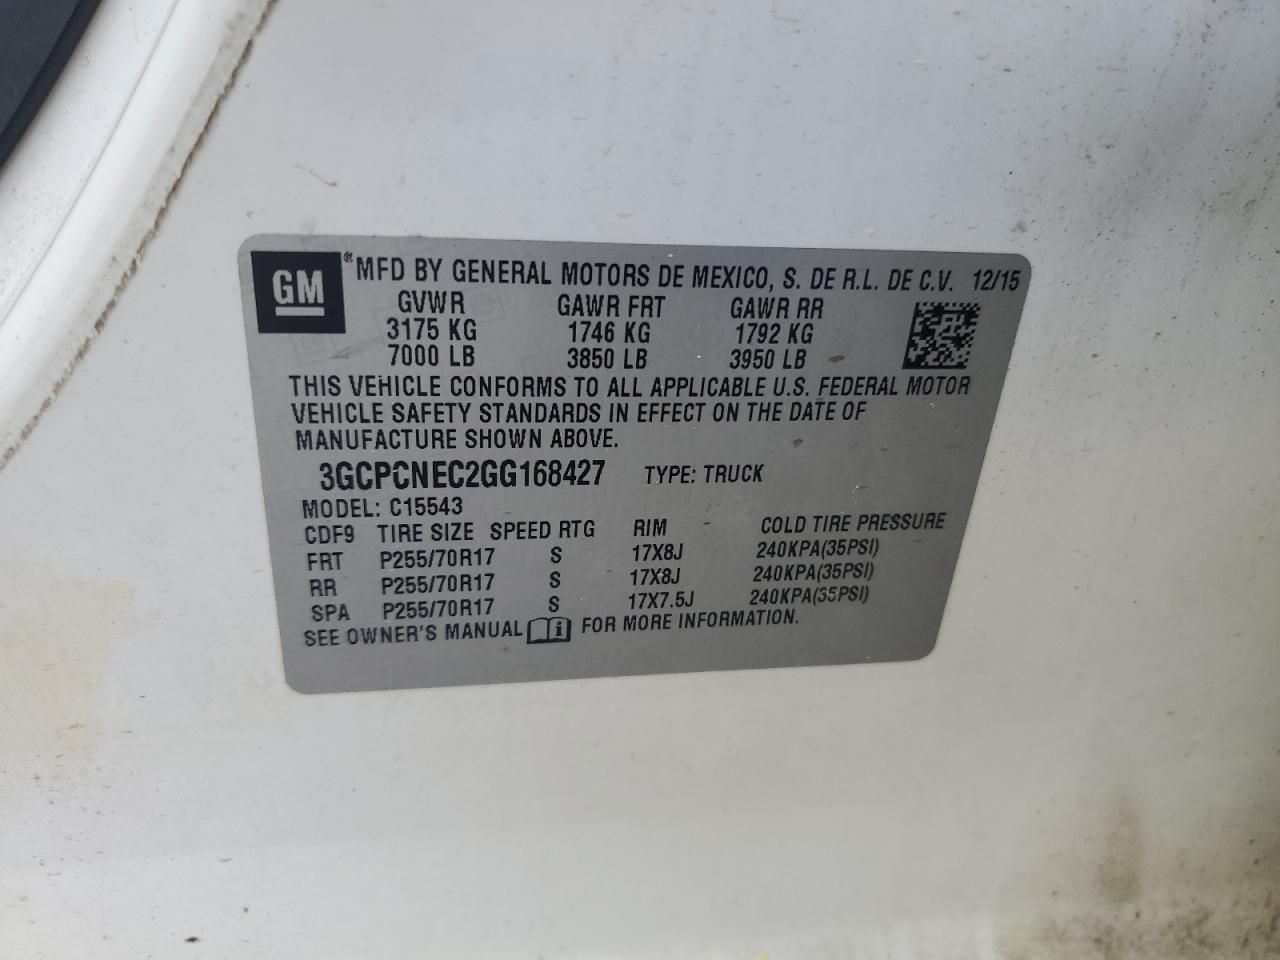 GM ® MFD BY GENERAL MOTORS DE MEXICO, S. DE R.L. DE C.V. 12/15
GVWR GAWR FRT GAWR RR
3175 KG 1746 KG 1792 KG
7000 LB 3850 LB 3950 LB
THIS VEHICLE CONFORMS TO ALL APPLICABLE U.S. FEDERAL MOTOR
VEHICLE SAFETY STANDARDS IN EFFECT ON THE DATE OF
MANUFACTURE SHOWN ABOVE.
3GCPCNEC2GG168427 TYPE: TRUCK
MODEL: C15543
CDF9 TIRE SIZE SPEED RTG RIM COLD TIRE PRESSURE
FRT P255/70R17 S 17X8J 240KPA(35PSI)
RR P255/70R17 S 17X8J 240KPA(35PSI)
SPA P255/70R17 S 17X7.5J 240KPA(35PSI)
SEE OWNER'S MANUAL i FOR MORE INFORMATION.